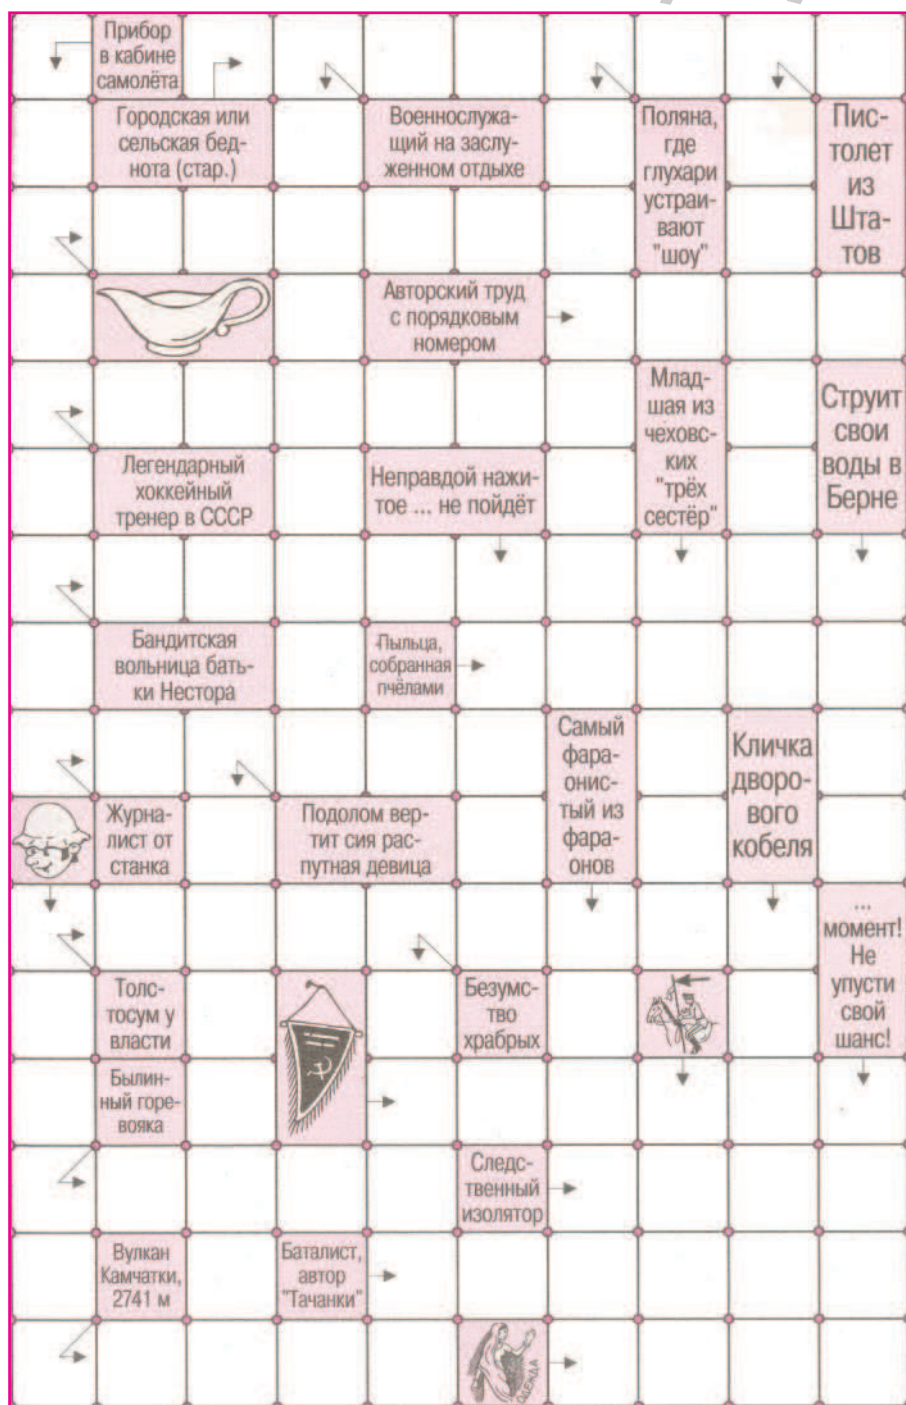 Прибор
в кабине
самолёта
Городская или
сельская бед-
нота (стар.)
Военнослужа-
щий на заслу-
женном отдыхе
Поляна,
где
глухари
устраи-
вают
"шоу"
Пис-
толет
из
Шта-
тов
Авторский труд
с порядковым
номером
Млад-
шая из
чеховс-
ких
"трёх
сестёр"
Струит
свои
воды в
Берне
Легендарный
хоккейный
тренер в СССР
Неправдой нажи-
тое ... не пойдёт
Бандитская
вольница бать-
ки Нестора
Пыльца,
собранная
пчёлами
Самый
фара-
онис-
тый из
фара-
онов
Кличка
дворо-
вого
кобеля
Журна-
лист от
станка
Подолом вер-
тит сия рас-
путная девица
...
момент!
Не
упусти
свой
шанс!
Толс-
тосум у
власти
Безумс-
тво
храбрых
Былин-
ный горе-
вояка
Следс-
твенный
изолятор
Вулкан
Камчатки,
2741 м
Баталист,
автор
"Тачанки"
ОДЕЖДА